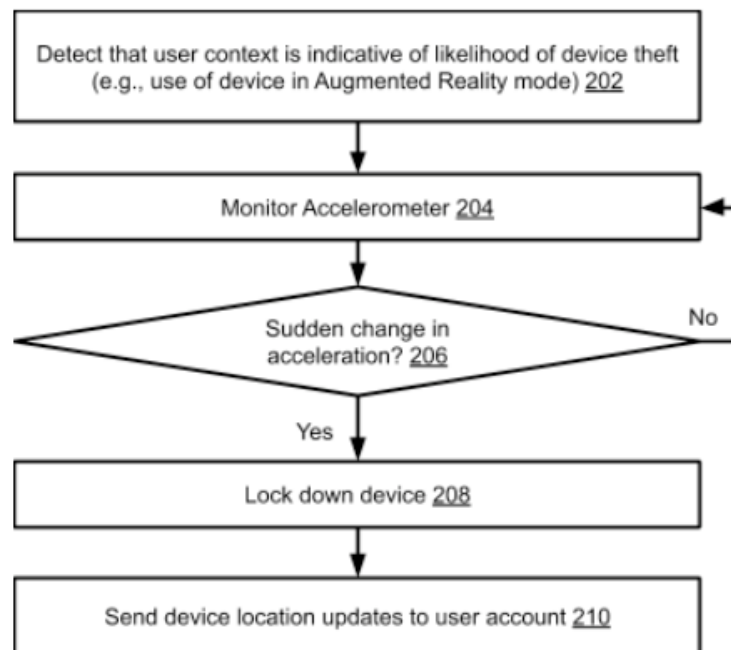 Detect that user context is indicative of likelihood of device theft
(e.g., use of device in Augmented Reality mode) 202
Monitor Accelerometer 204
Sudden change in
acceleration? 206
No
Yes
Lock down device 208
Send device location updates to user account 210